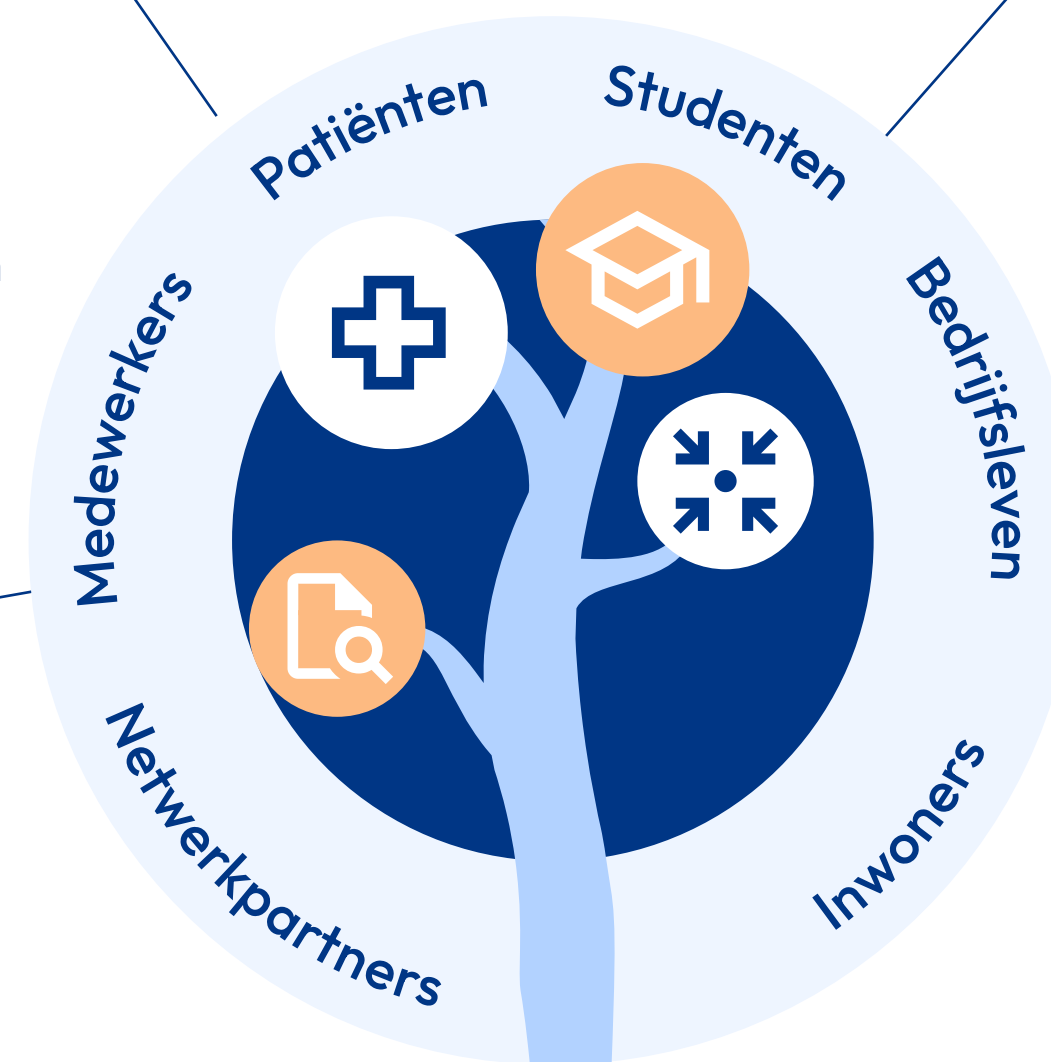 Patiënten
Studenten
Bedrijfsleven
Inwoners
Netwerkpartners
Medewerkers